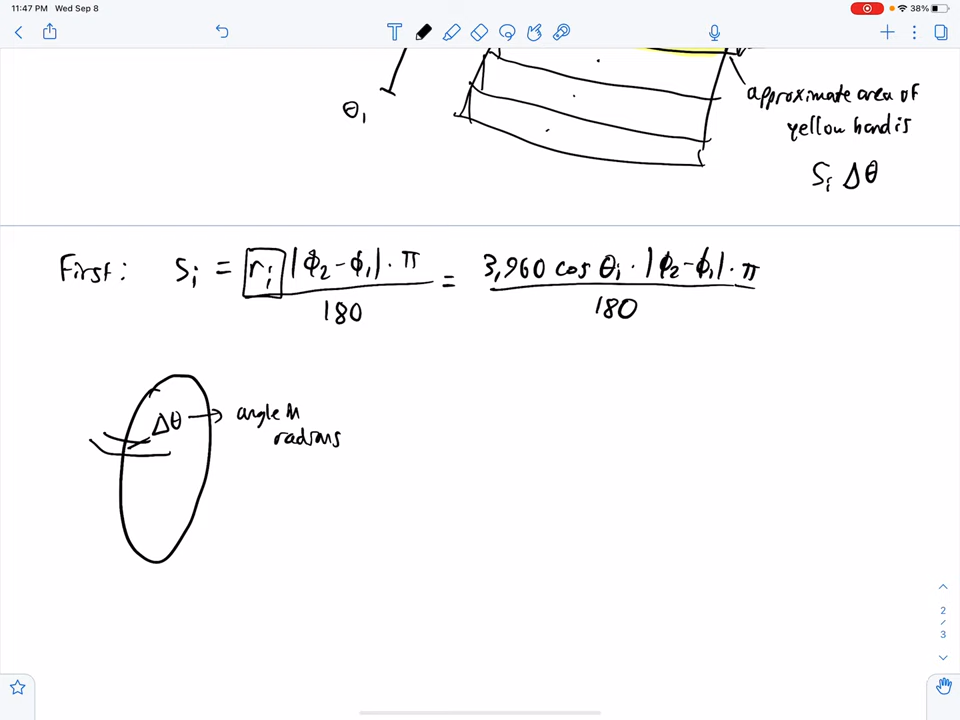 11:47 PM Wed Sep 8
38%
T
θ₁
approximate area of
yellow band is
Sᵢ Δθ
First: Sᵢ = rᵢ |ϕ₂ − ϕ₁| · π / 180 = 3,960 cos θᵢ · |ϕ₂ − ϕ₁| · π / 180
Δθ → angle in
radians
2
/
3